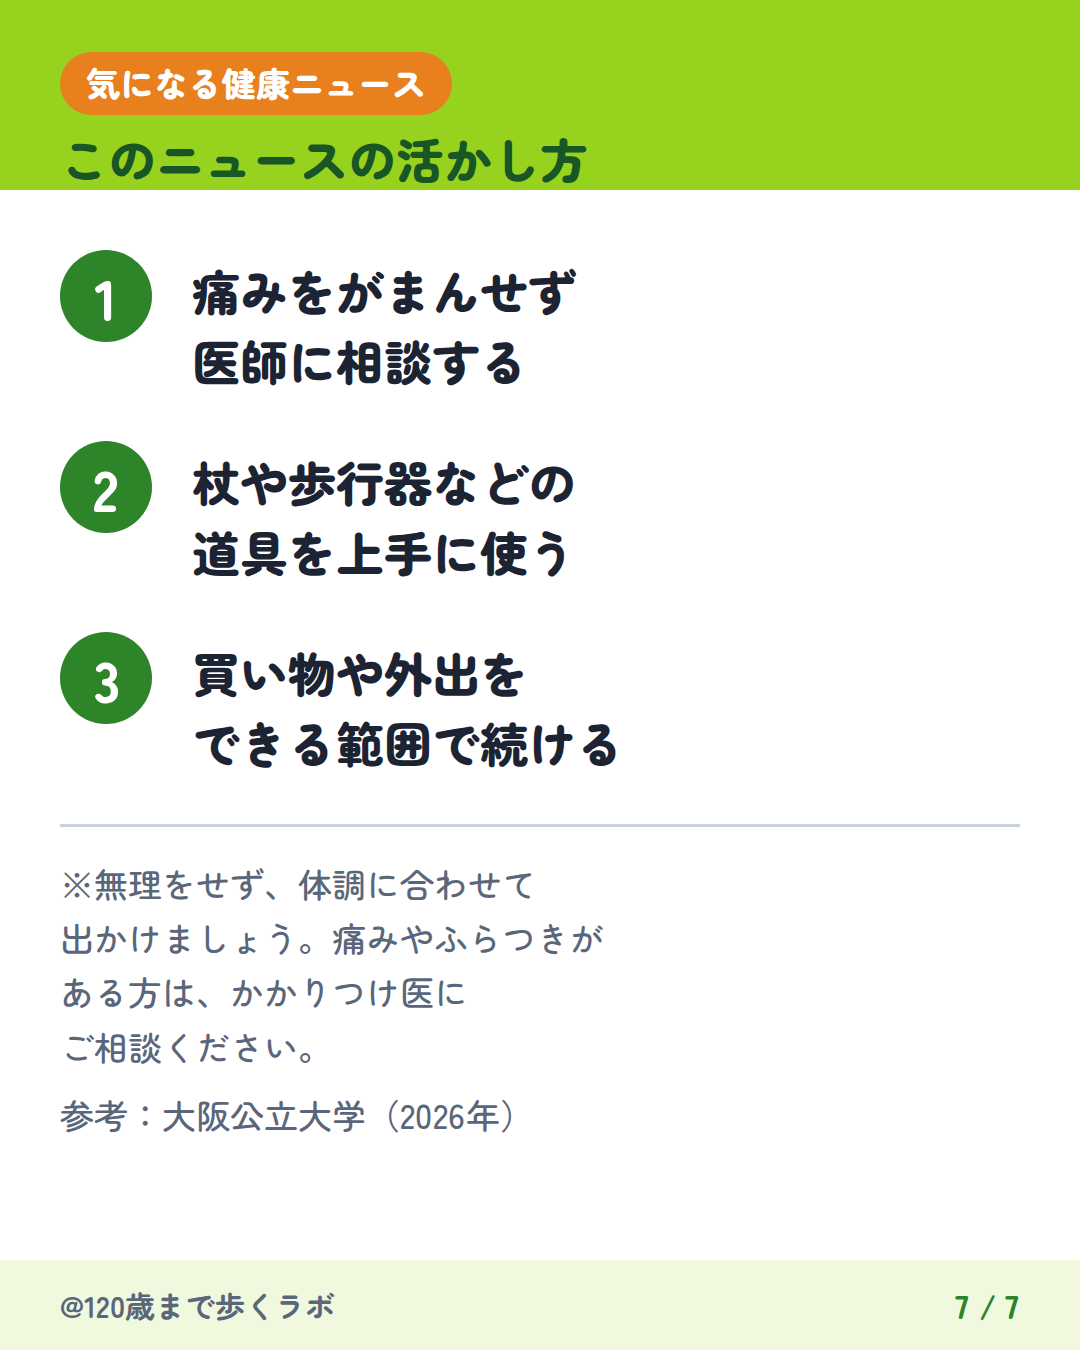 気になる健康ニュース
このニュースの活かし方
1
痛みをがまんせず
医師に相談する
2
杖や歩行器などの
道具を上手に使う
3
買い物や外出を
できる範囲で続ける
※無理をせず、体調に合わせて
出かけましょう。痛みやふらつきが
ある方は、かかりつけ医に
ご相談ください。
参考：大阪公立大学（2026年）
@120歳まで歩くラボ
7 / 7